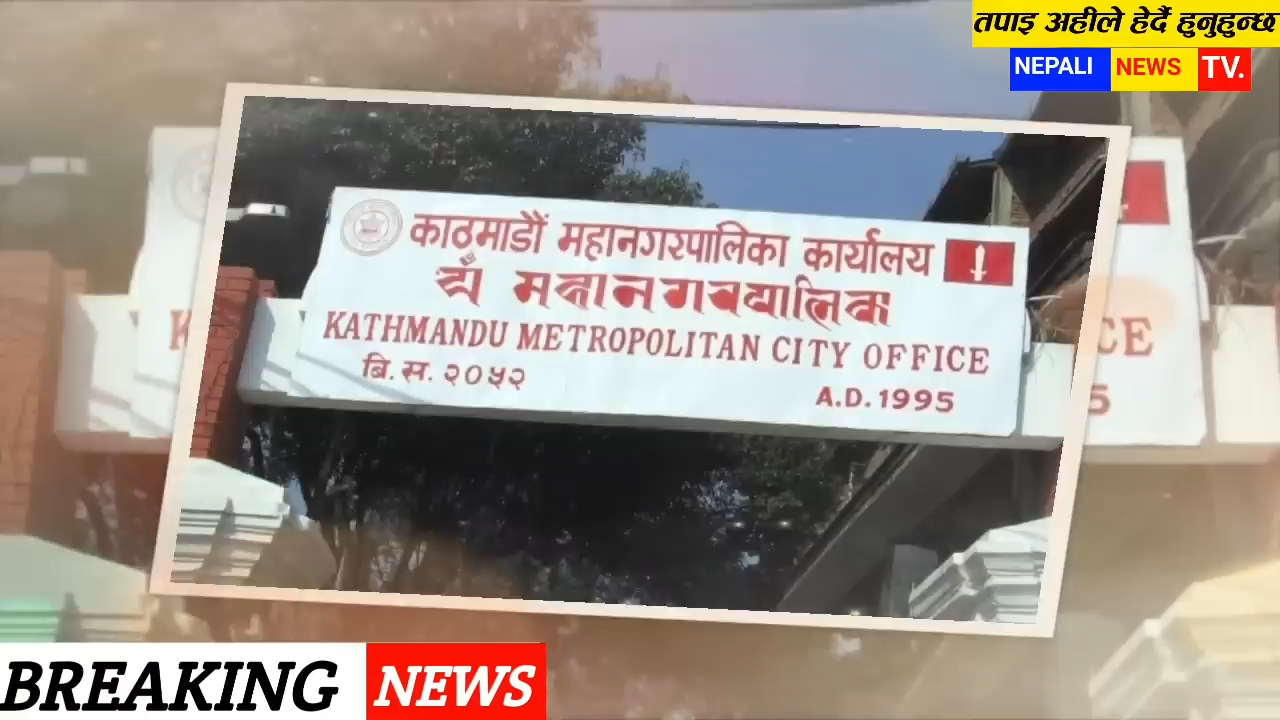 तपाइ अहीले हेर्दै हुनुहुन्छ
NEPALI NEWS TV.
काठमाडौं महानगरपालिका कार्यालय
KATHMANDU METROPOLITAN CITY OFFICE
बि.स. २०५२
A.D. 1995
BREAKING NEWS